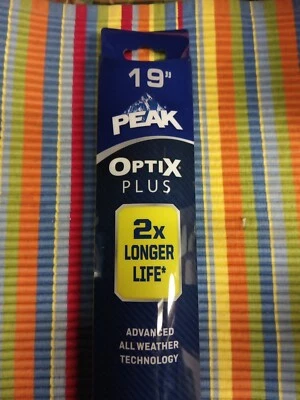 19"
PEAK
OPTIX
PLUS
2x
LONGER
LIFE*
ADVANCED
ALL WEATHER
TECHNOLOGY